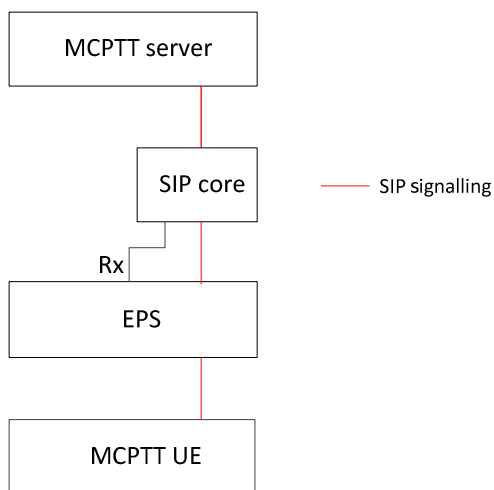 MCPTT server
SIP core
SIP signalling
Rx
EPS
MCPTT UE